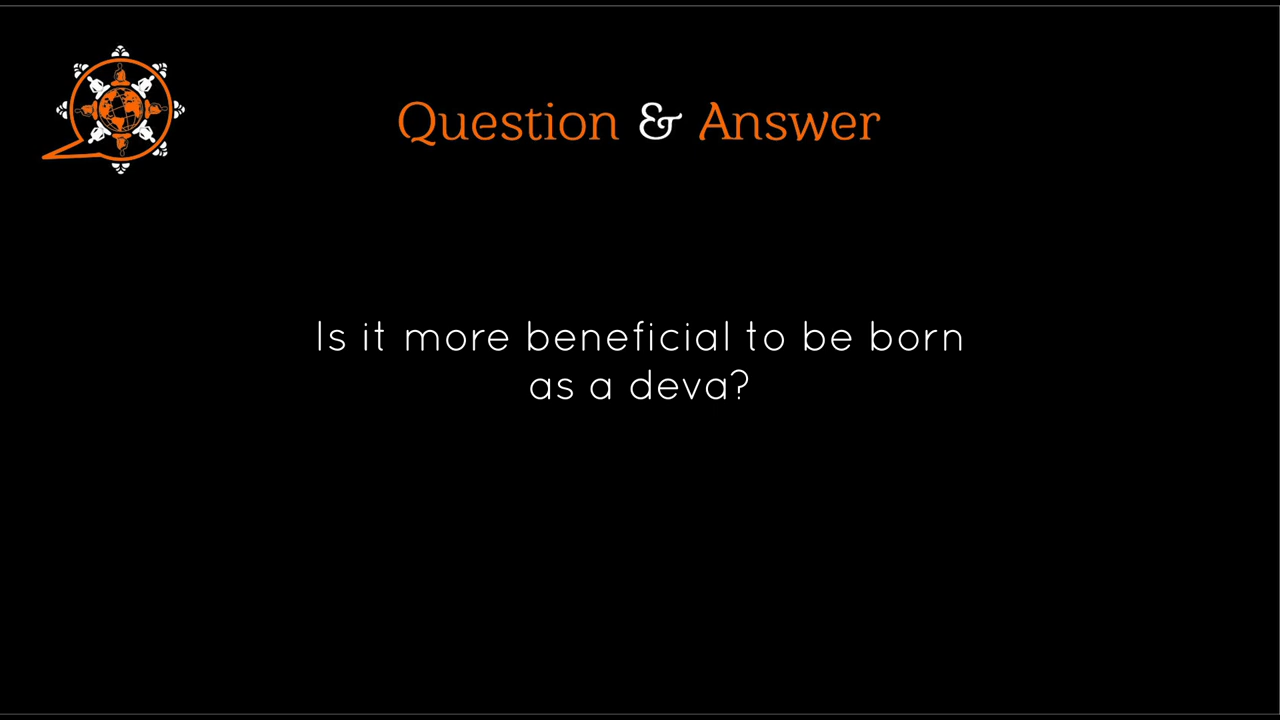 Question & Answer
Is it more beneficial to be born
as a deva?